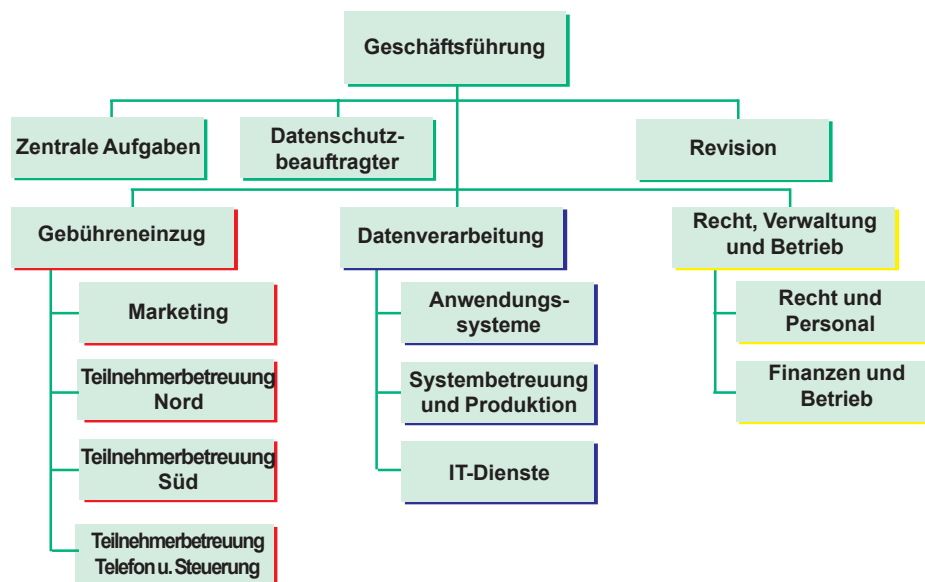 Geschäftsführung
Zentrale Aufgaben
Datenschutz-
beauftragter
Revision
Gebühreneinzug
Datenverarbeitung
Recht, Verwaltung
und Betrieb
Marketing
Teilnehmerbetreuung
Nord
Teilnehmerbetreuung
Süd
Teilnehmerbetreuung
Telefon u. Steuerung
Anwendungs-
systeme
Systembetreuung
und Produktion
IT-Dienste
Recht und
Personal
Finanzen und
Betrieb